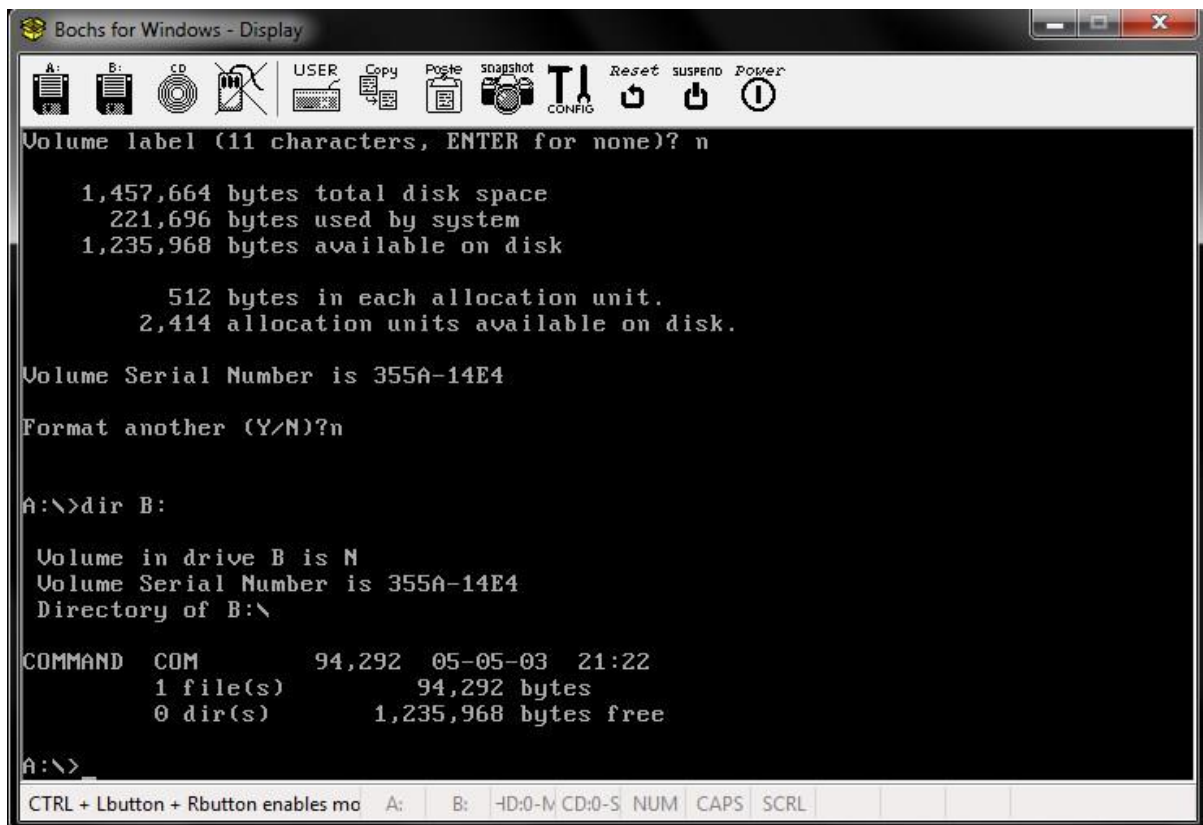 Bochs for Windows - Display
A: B: CD USER Copy Paste snapshot CONFIG Reset SUSPEND Power
Volume label (11 characters, ENTER for none)? n
1,457,664 bytes total disk space
221,696 bytes used by system
1,235,968 bytes available on disk
512 bytes in each allocation unit.
2,414 allocation units available on disk.
Volume Serial Number is 355A-14E4
Format another (Y/N)?n
A:\>dir B:
Volume in drive B is N
Volume Serial Number is 355A-14E4
Directory of B:\
COMMAND COM 94,292 05-05-03 21:22
1 file(s) 94,292 bytes
0 dir(s) 1,235,968 bytes free
A:\>_
CTRL + Lbutton + Rbutton enables mo A: B: HD:0-M CD:0-S NUM CAPS SCRL